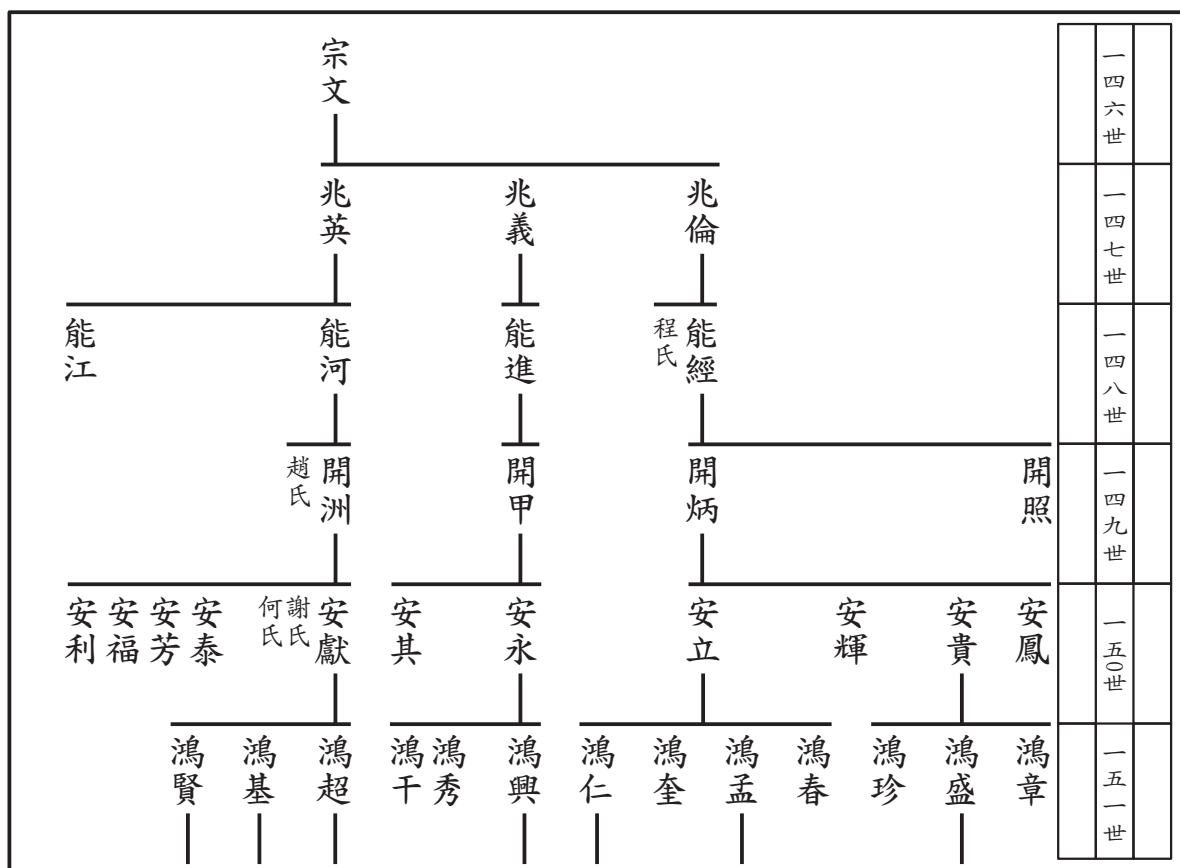 一四六世
宗文
一四七世
兆倫
兆義
兆英
一四八世
能經
程氏
能進
能河
能江
一四九世
開照
開炳
開甲
開洲
趙氏
一五〇世
安鳳
安貴
安輝
安立
安永
安其
安獻
謝氏
何氏
安泰
安芳
安福
安利
一五一世
鴻章
鴻盛
鴻珍
鴻春
鴻孟
鴻奎
鴻仁
鴻興
鴻秀
鴻干
鴻超
鴻基
鴻賢